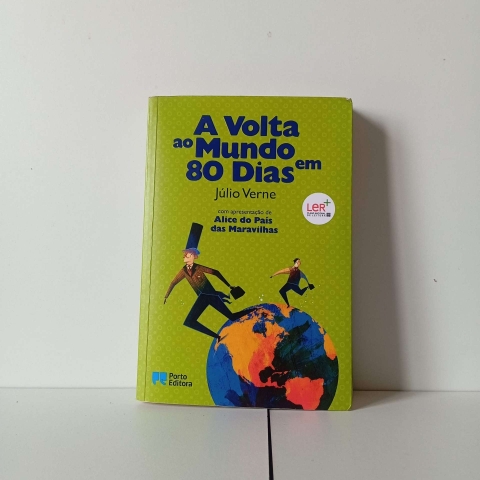 A Volta
ao Mundo em
80 Dias
Júlio Verne
com apresentação de
Alice do País
das Maravilhas
LeR+
Porto
Editora